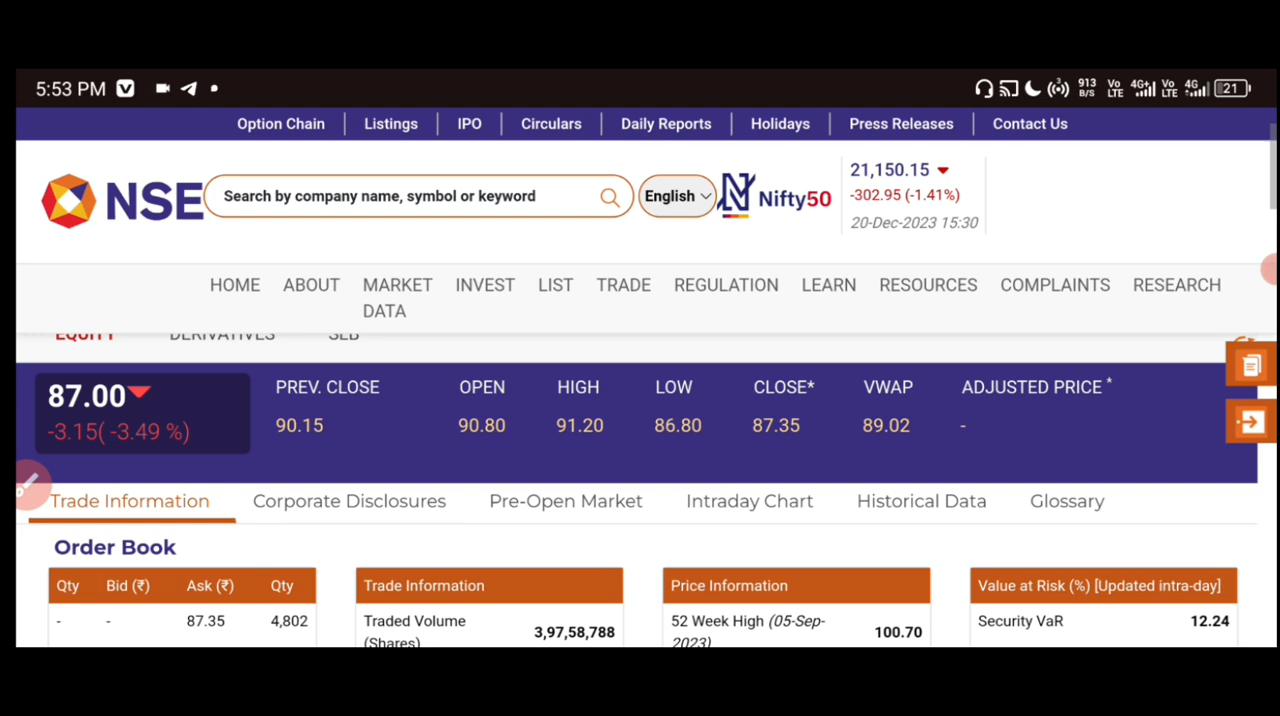 5:53 PM
913 B/S Vo LTE 4G+ Vo LTE 4G 21
Option Chain Listings IPO Circulars Daily Reports Holidays Press Releases Contact Us
NSE
Search by company name, symbol or keyword
English
Nifty50
21,150.15
-302.95 (-1.41%)
20-Dec-2023 15:30
HOME ABOUT MARKET DATA INVEST LIST TRADE REGULATION LEARN RESOURCES COMPLAINTS RESEARCH
EQUITY DERIVATIVES SLB
87.00
-3.15( -3.49 %)
PREV. CLOSE OPEN HIGH LOW CLOSE* VWAP ADJUSTED PRICE *
90.15 90.80 91.20 86.80 87.35 89.02 -
Trade Information Corporate Disclosures Pre-Open Market Intraday Chart Historical Data Glossary
Order Book
Qty Bid (₹) Ask (₹) Qty
- - 87.35 4,802
Trade Information
Traded Volume (Shares) 3,97,58,788
Price Information
52 Week High (05-Sep-2023) 100.70
Value at Risk (%) [Updated intra-day]
Security VaR 12.24